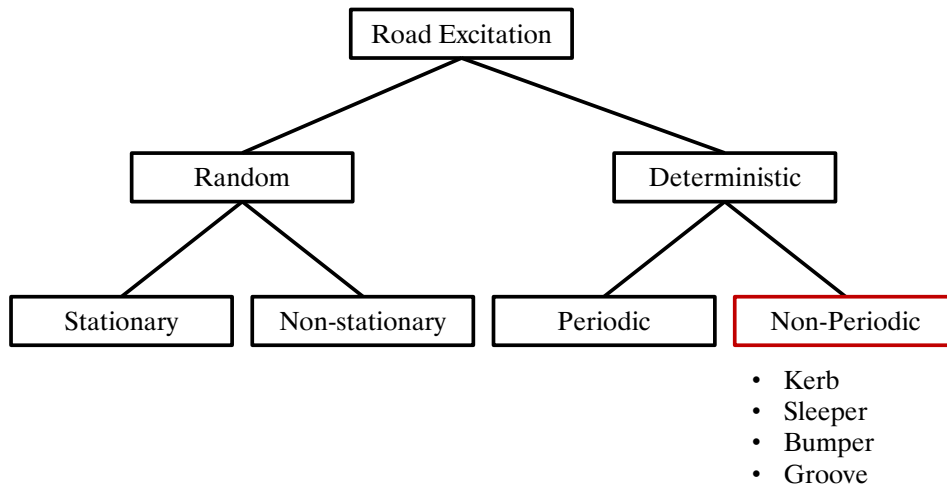 Road Excitation
Random
Deterministic
Stationary
Non-stationary
Periodic
Non-Periodic
• Kerb
• Sleeper
• Bumper
• Groove